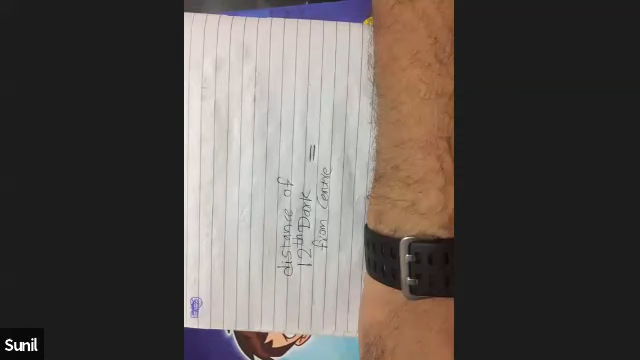 distance of
12th Dark =
from Centre
Sunil